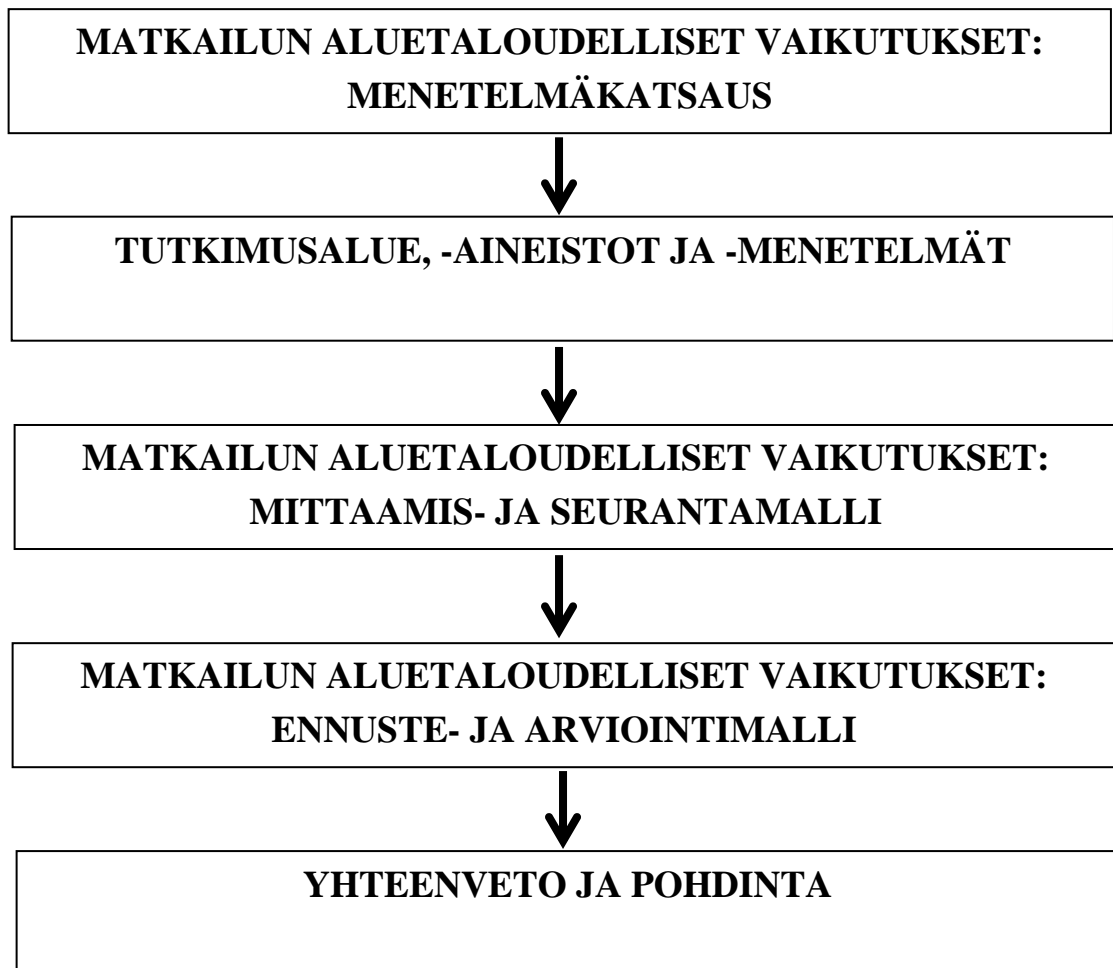 MATKAILUN ALUETALOUDELLISET VAIKUTUKSET:
MENETELMÄKATSAUS
TUTKIMUSALUE, -AINEISTOT JA -MENETELMÄT
MATKAILUN ALUETALOUDELLISET VAIKUTUKSET:
MITTAAMIS- JA SEURANTAMALLI
MATKAILUN ALUETALOUDELLISET VAIKUTUKSET:
ENNUSTE- JA ARVIOINTIMALLI
YHTEENVETO JA POHDINTA